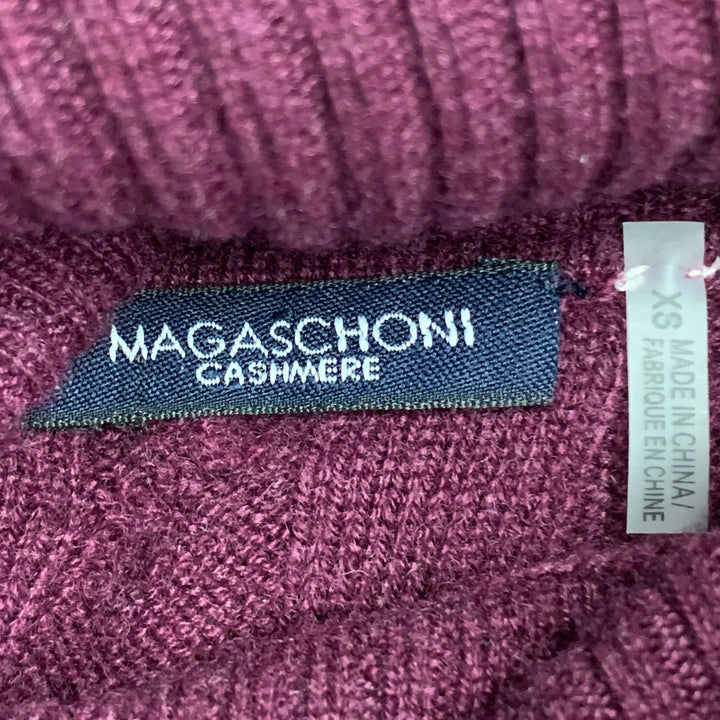 MAGASCHONI
CASHMERE
XS
MADE IN CHINA/
FABRIQUE EN CHINE